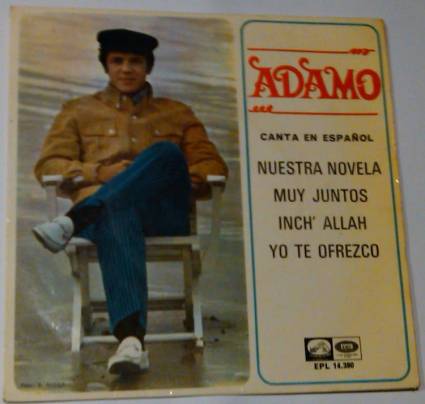 ADAMO
CANTA EN ESPAÑOL
NUESTRA NOVELA
MUY JUNTOS
INCH' ALLAH
YO TE OFREZCO
EPL 14.390